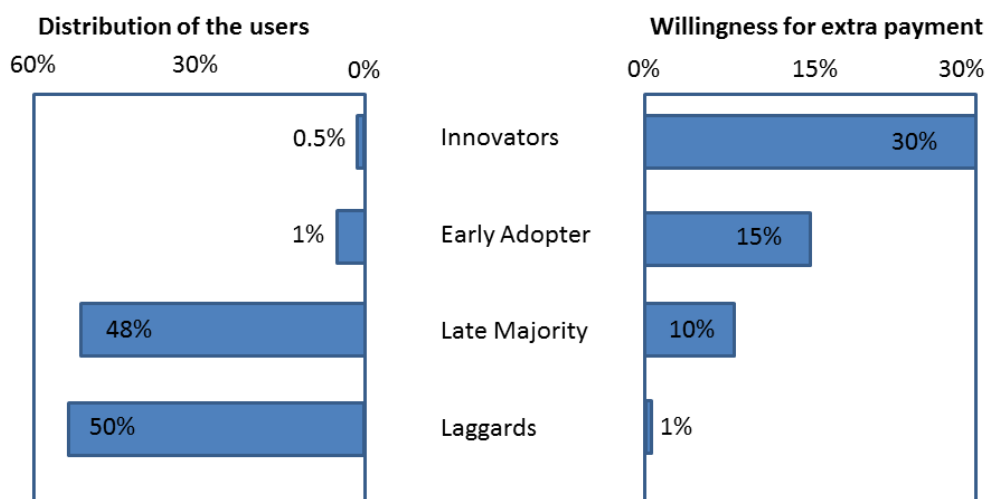 Distribution of the users
Willingness for extra payment
60% 30% 0%
0% 15% 30%
0.5% Innovators 30%
1% Early Adopter 15%
48% Late Majority 10%
50% Laggards 1%